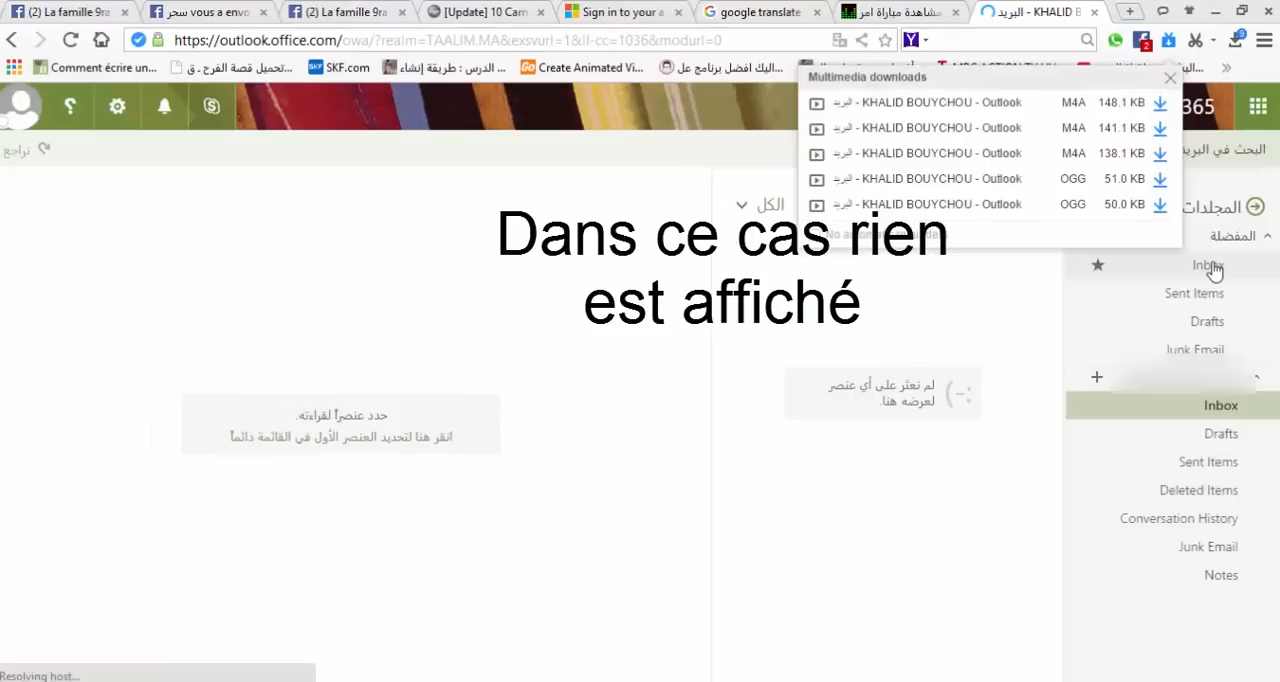 (2) La famille 9ra
سحر vous a envo
(2) La famille 9ra
[Update] 10 Cam
Sign in to your a
google translate
مشاهدة مباراة امر
البريد - KHALID B
https://outlook.office.com/owa/?realm=TAALIM.MA&exsvurl=1&ll-cc=1036&modurl=0
Comment écrire un...
تحميل قصة الفرح ـ ق...
SKF.com
الدرس : طريقة إنشاء ...
Create Animated Vi...
اليك افضل برنامج عل...
Multimedia downloads
البريد - KHALID BOUYCHOU - Outlook M4A 148.1 KB
البريد - KHALID BOUYCHOU - Outlook M4A 141.1 KB
البريد - KHALID BOUYCHOU - Outlook M4A 138.1 KB
البريد - KHALID BOUYCHOU - Outlook OGG 51.0 KB
البريد - KHALID BOUYCHOU - Outlook OGG 50.0 KB
365
البحث في البريد
تراجع
المجلدات
الكل
المفضلة
Dans ce cas rien
est affiché
Inbox
Sent Items
Drafts
Junk Email
لم نعثر على أي عنصر
لعرضه هنا.
حدد عنصراً لقراءته.
انقر هنا لتحديد العنصر الأول في القائمة دائماً
Inbox
Drafts
Sent Items
Deleted Items
Conversation History
Junk Email
Notes
Resolving host...